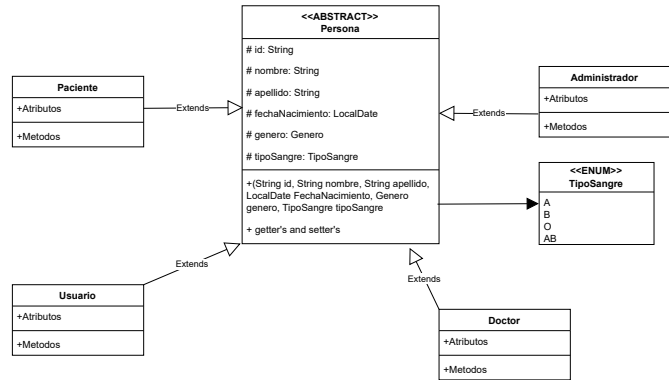 <<ABSTRACT>>
Persona
# id: String
# nombre: String
# apellido: String
# fechaNacimiento: LocalDate
# genero: Genero
# tipoSangre: TipoSangre
+(String id, String nombre, String apellido,
LocalDate FechaNacimiento, Genero
genero, TipoSangre tipoSangre
+ getter's and setter's
Paciente
+Atributos
+Metodos
Extends
Administrador
+Atributos
+Metodos
Extends
<<ENUM>>
TipoSangre
A
B
O
AB
Usuario
+Atributos
+Metodos
Extends
Doctor
+Atributos
+Metodos
Extends